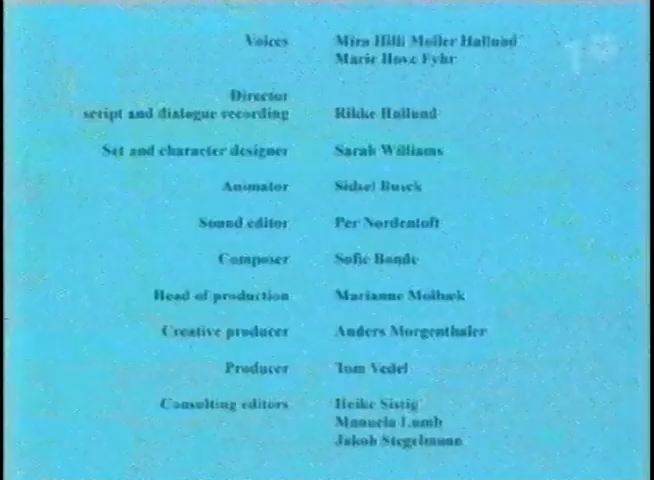 Voices Mira Hilli Møller Hallund
Marie Hove Fyhr
Director
script and dialogue recording Rikke Hallund
Set and character designer Sarah Williams
Animator Sidsel Busck
Sound editor Per Nordentoft
Composer Sofie Bonde
Head of production Marianne Molbæk
Creative producer Anders Morgenthaler
Producer Tom Vedel
Consulting editors Heike Sistig
Manuela Lumb
Jakob Stegelmann